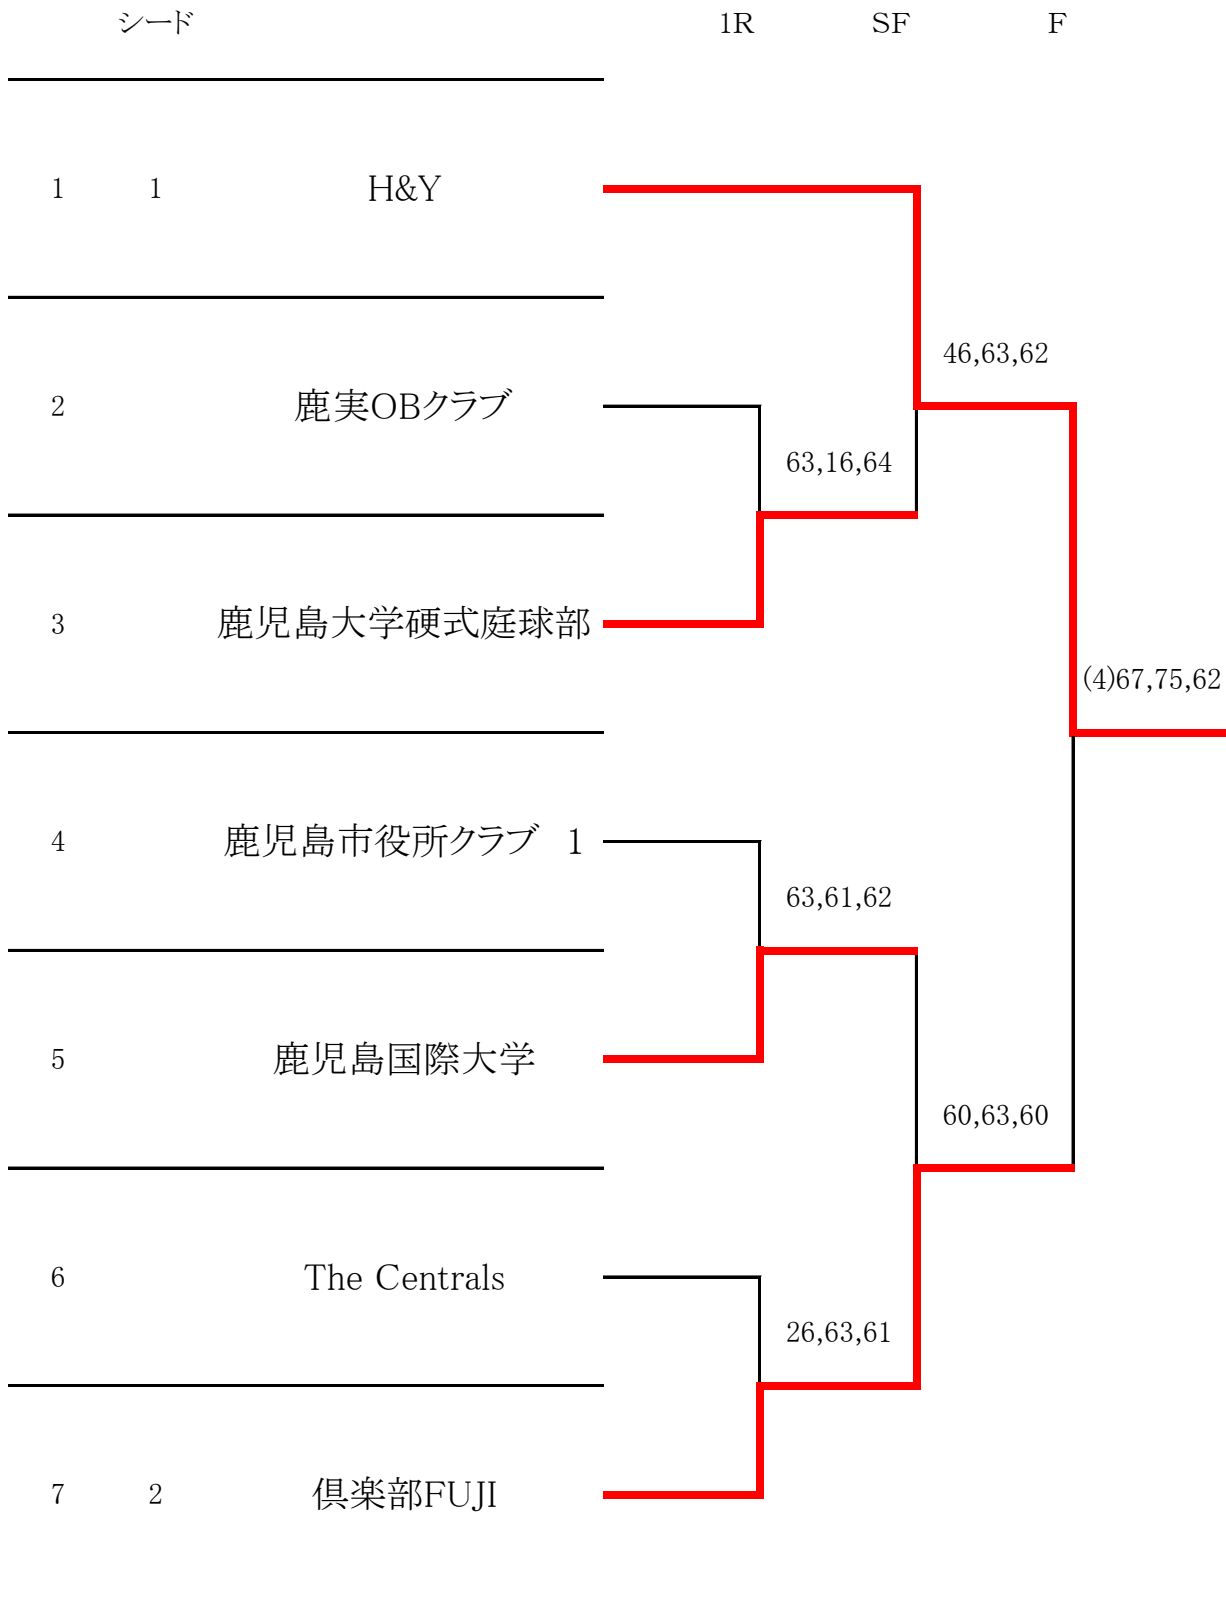 シード 1R SF F
1 1 H&Y
46,63,62
2 鹿実OBクラブ
63,16,64
3 鹿児島大学硬式庭球部
(4)67,75,62
4 鹿児島市役所クラブ　1
63,61,62
5 鹿児島国際大学
60,63,60
6 The Centrals
26,63,61
7 2 倶楽部FUJI